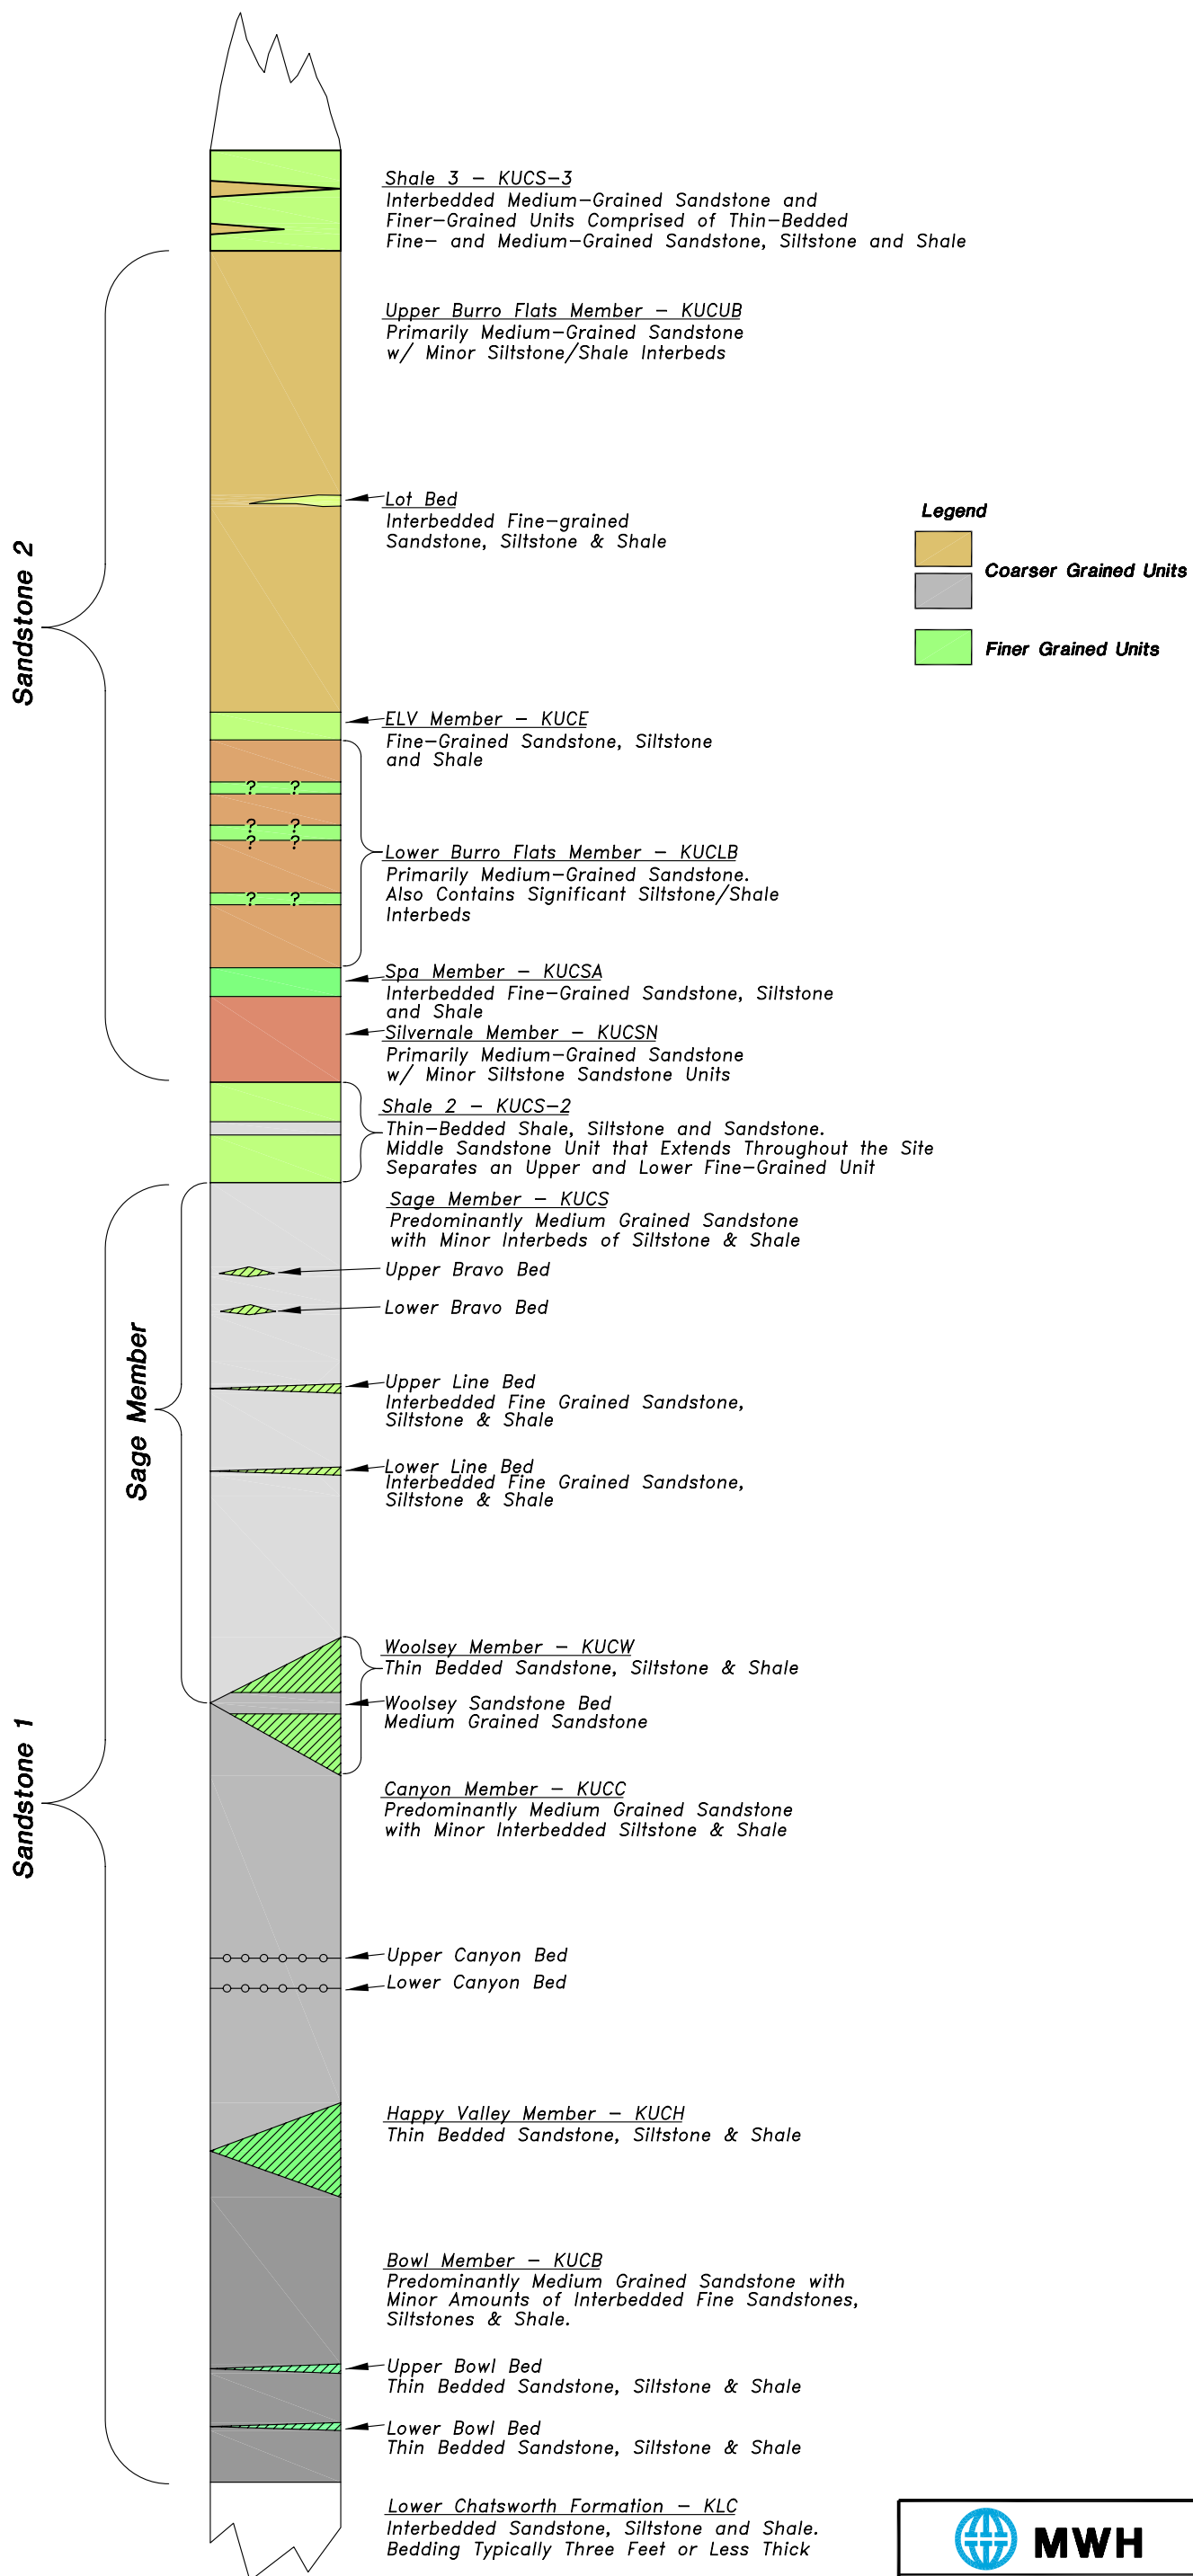 Shale 3 - KUCS-3
Interbedded Medium-Grained Sandstone and
Finer-Grained Units Comprised of Thin-Bedded
Fine- and Medium-Grained Sandstone, Siltstone and Shale
Upper Burro Flats Member - KUCUB
Primarily Medium-Grained Sandstone
w/ Minor Siltstone/Shale Interbeds
Lot Bed
Interbedded Fine-grained
Sandstone, Siltstone & Shale
Legend
Coarser Grained Units
Finer Grained Units
Sandstone 2
ELV Member - KUCE
Fine-Grained Sandstone, Siltstone
and Shale
? ?
? ?
? ?
? ?
Lower Burro Flats Member - KUCLB
Primarily Medium-Grained Sandstone.
Also Contains Significant Siltstone/Shale
Interbeds
Spa Member - KUCSA
Interbedded Fine-Grained Sandstone, Siltstone
and Shale
Silvernale Member - KUCSN
Primarily Medium-Grained Sandstone
w/ Minor Siltstone Sandstone Units
Shale 2 - KUCS-2
Thin-Bedded Shale, Siltstone and Sandstone.
Middle Sandstone Unit that Extends Throughout the Site
Separates an Upper and Lower Fine-Grained Unit
Sage Member - KUCS
Predominantly Medium Grained Sandstone
with Minor Interbeds of Siltstone & Shale
Upper Bravo Bed
Lower Bravo Bed
Sage Member
Upper Line Bed
Interbedded Fine Grained Sandstone,
Siltstone & Shale
Lower Line Bed
Interbedded Fine Grained Sandstone,
Siltstone & Shale
Woolsey Member - KUCW
Thin Bedded Sandstone, Siltstone & Shale
Woolsey Sandstone Bed
Medium Grained Sandstone
Sandstone 1
Canyon Member - KUCC
Predominantly Medium Grained Sandstone
with Minor Interbedded Siltstone & Shale
Upper Canyon Bed
Lower Canyon Bed
Happy Valley Member - KUCH
Thin Bedded Sandstone, Siltstone & Shale
Bowl Member - KUCB
Predominantly Medium Grained Sandstone with
Minor Amounts of Interbedded Fine Sandstones,
Siltstones & Shale.
Upper Bowl Bed
Thin Bedded Sandstone, Siltstone & Shale
Lower Bowl Bed
Thin Bedded Sandstone, Siltstone & Shale
Lower Chatsworth Formation - KLC
Interbedded Sandstone, Siltstone and Shale.
Bedding Typically Three Feet or Less Thick
MWH